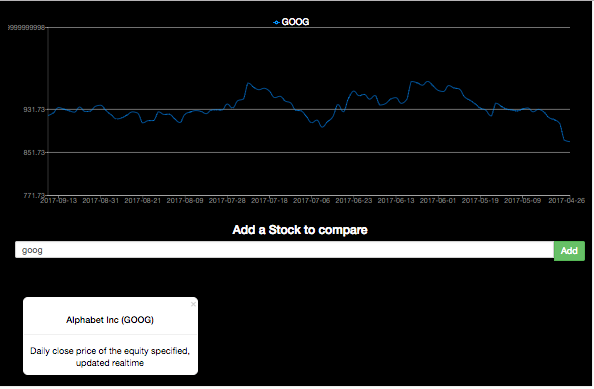 GOOG
9999999998
931.73
851.73
771.73
2017-09-13 2017-08-31 2017-08-21 2017-08-09 2017-07-28 2017-07-18 2017-07-06 2017-06-23 2017-06-13 2017-06-01 2017-05-19 2017-05-09 2017-04-26
Add a Stock to compare
goog Add
×
Alphabet Inc (GOOG)
Daily close price of the equity specified,
updated realtime